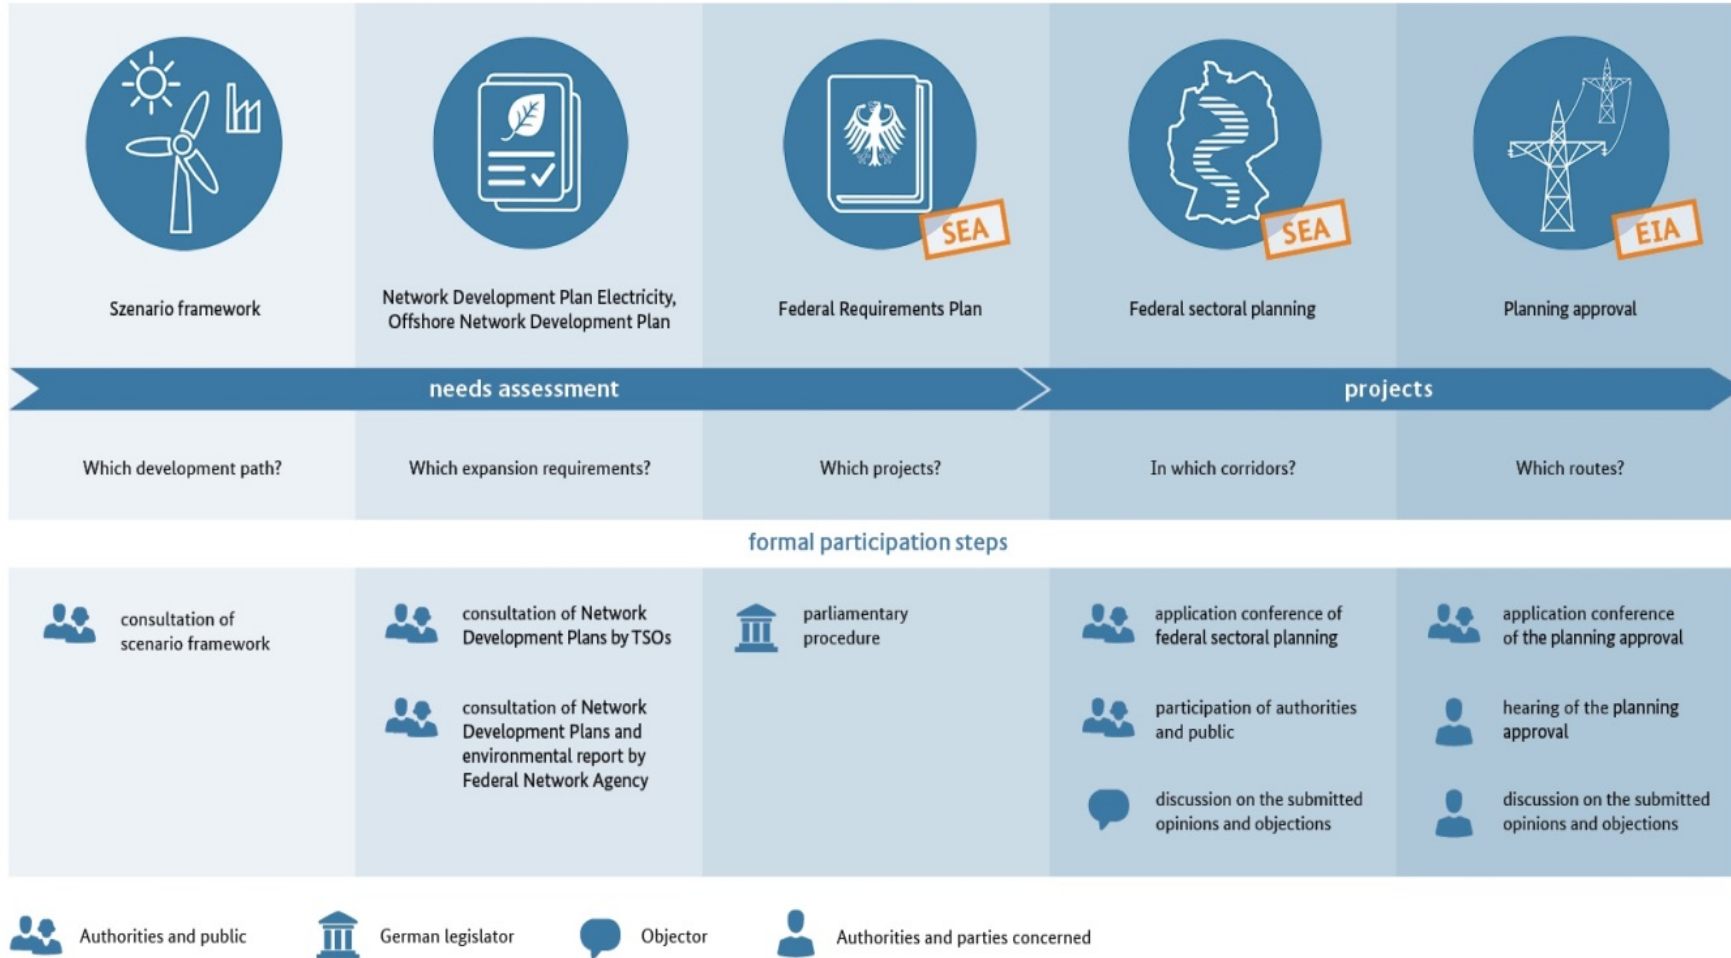 SEA
SEA
EIA
Szenario framework
Network Development Plan Electricity,
Offshore Network Development Plan
Federal Requirements Plan
Federal sectoral planning
Planning approval
needs assessment
projects
Which development path?
Which expansion requirements?
Which projects?
In which corridors?
Which routes?
formal participation steps
consultation of
scenario framework
consultation of Network
Development Plans by TSOs
consultation of Network
Development Plans and
environmental report by
Federal Network Agency
parliamentary
procedure
application conference of
federal sectoral planning
participation of authorities
and public
discussion on the submitted
opinions and objections
application conference
of the planning approval
hearing of the planning
approval
discussion on the submitted
opinions and objections
Authorities and public
German legislator
Objector
Authorities and parties concerned